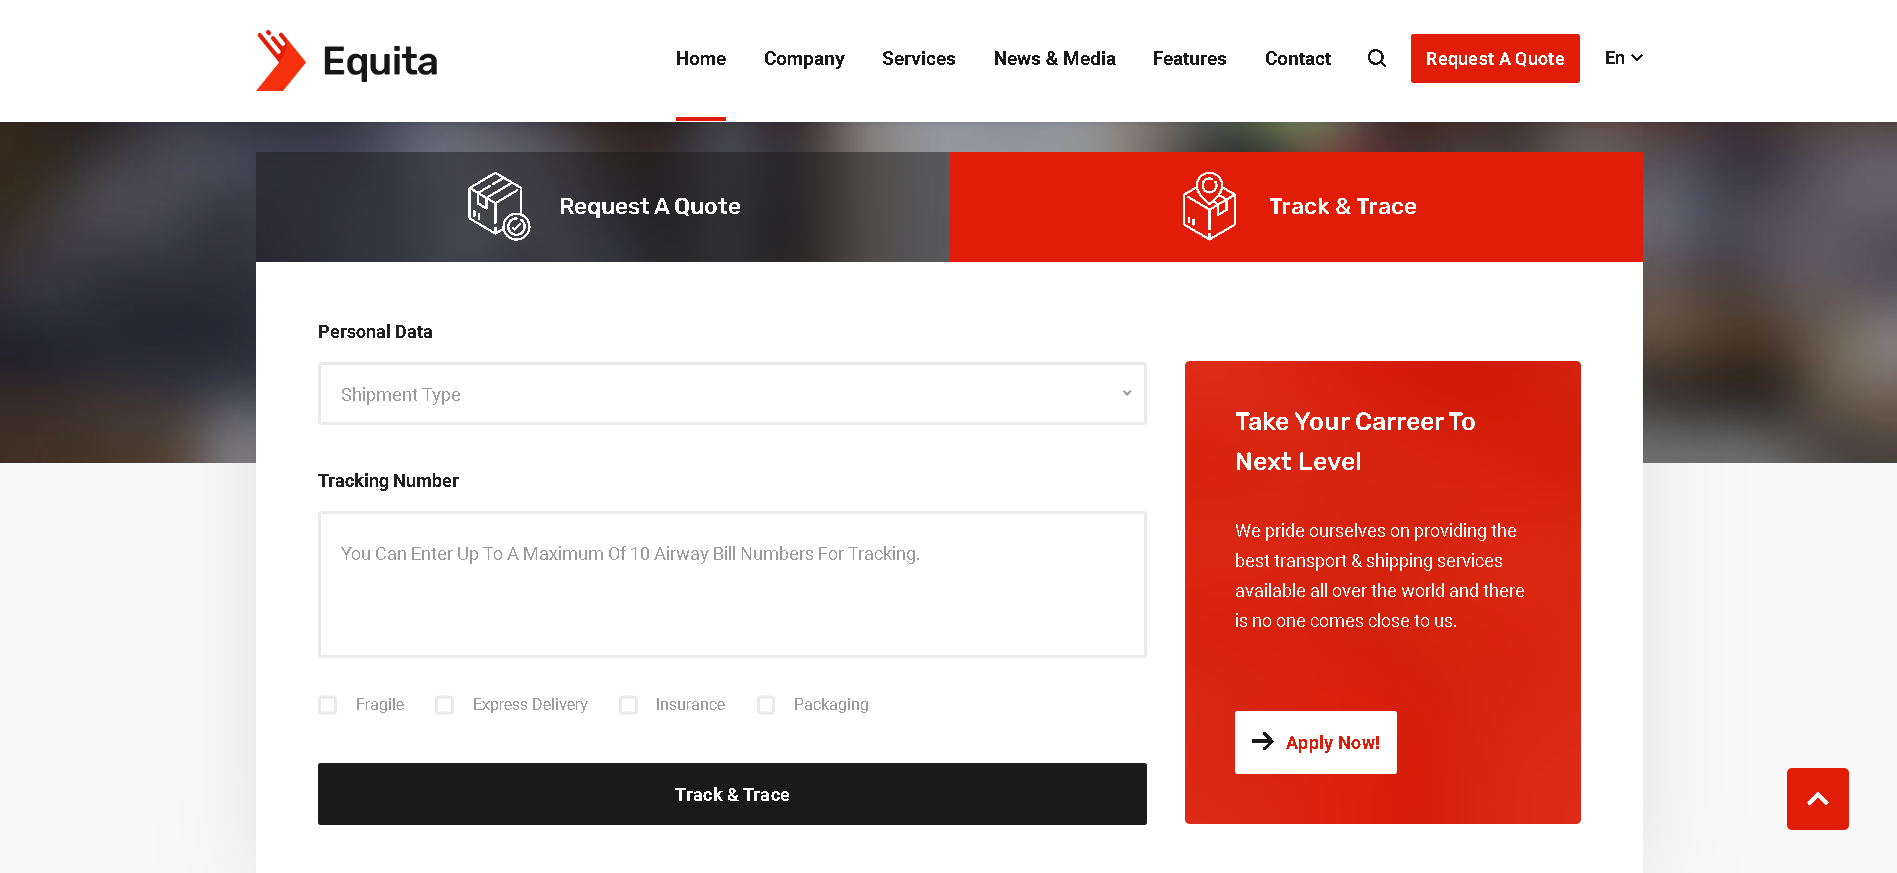 Equita
Home
Company
Services
News & Media
Features
Contact
Request A Quote
En
Request A Quote
Track & Trace
Personal Data
Shipment Type
Tracking Number
You Can Enter Up To A Maximum Of 10 Airway Bill Numbers For Tracking.
Fragile
Express Delivery
Insurance
Packaging
Track & Trace
Take Your Carreer To
Next Level
We pride ourselves on providing the
best transport & shipping services
available all over the world and there
is no one comes close to us.
Apply Now!